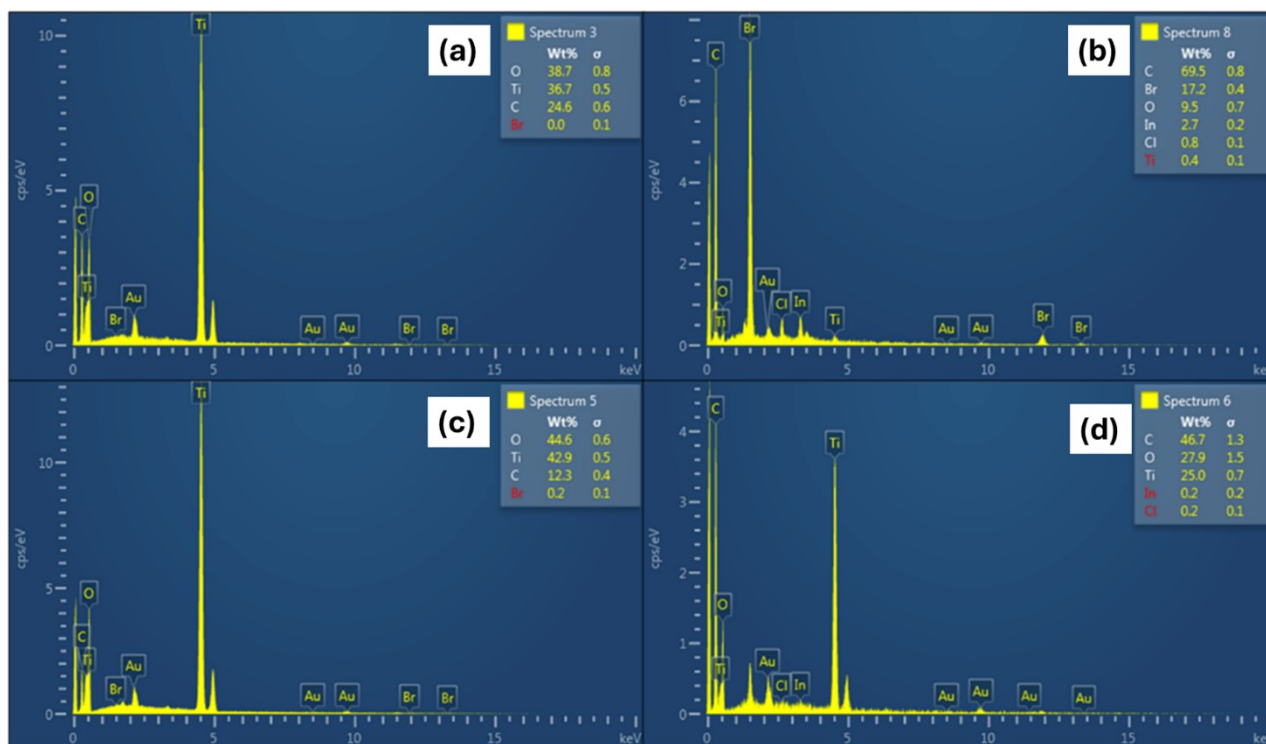 (a)
Spectrum 3
Wt% σ
O 38.7 0.8
Ti 36.7 0.5
C 24.6 0.6
Br 0.0 0.1
cps/eV
10
5
0
Ti
O
C
Ti
Br
Au
Au
Au
Br
Br
0 5 10 15 keV
(b)
Spectrum 8
Wt% σ
C 69.5 0.8
Br 17.2 0.4
O 9.5 0.7
In 2.7 0.2
Cl 0.8 0.1
Ti 0.4 0.1
cps/eV
6
4
2
0
Br
C
O
Ti
Au
Cl
In
Ti
Au
Au
Br
Br
0 5 10 15 ke
(c)
Spectrum 5
Wt% σ
O 44.6 0.6
Ti 42.9 0.5
C 12.3 0.4
Br 0.2 0.1
cps/eV
10
5
0
Ti
O
C
Ti
Br
Au
Au
Au
Br
Br
0 5 10 15 keV
(d)
Spectrum 6
Wt% σ
C 46.7 1.3
O 27.9 1.5
Ti 25.0 0.7
In 0.2 0.2
Cl 0.2 0.1
cps/eV
4
3
2
1
0
C
Ti
O
Ti
Au
Cl
In
Au
Au
Au
Au
0 5 10 15 ke